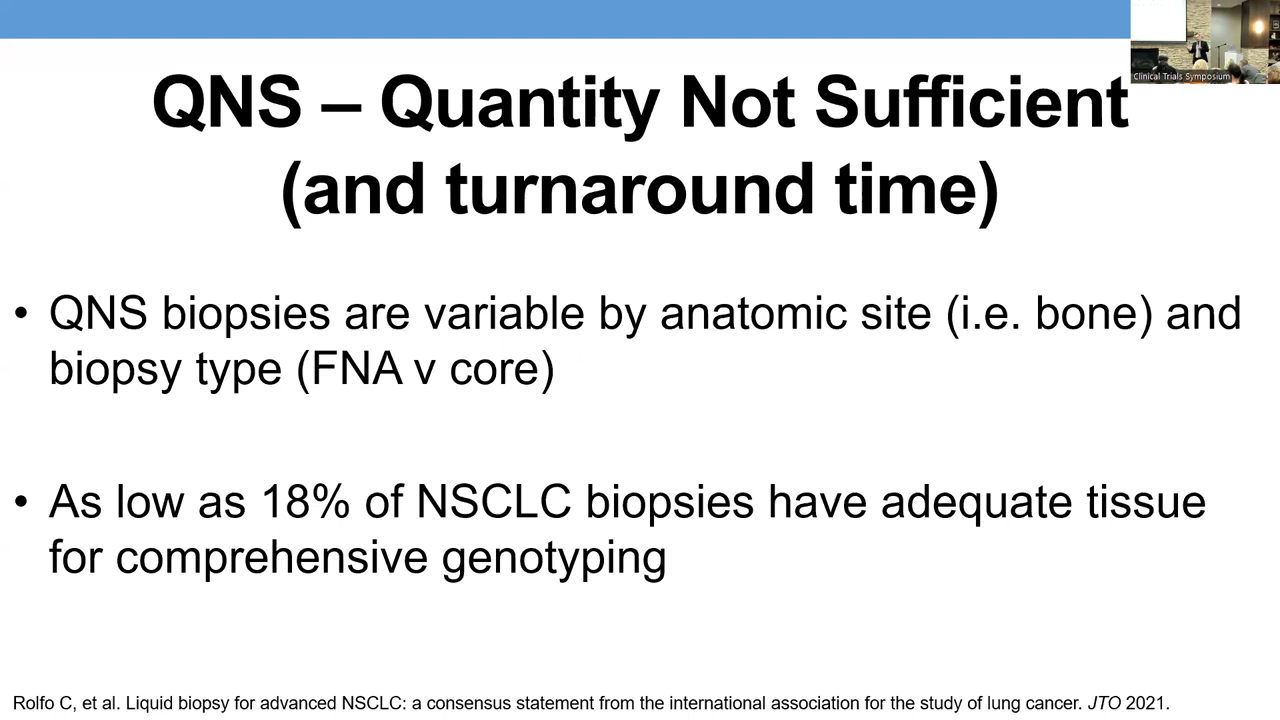 Clinical Trials Symposium
QNS – Quantity Not Sufficient
(and turnaround time)
• QNS biopsies are variable by anatomic site (i.e. bone) and
biopsy type (FNA v core)
• As low as 18% of NSCLC biopsies have adequate tissue
for comprehensive genotyping
Rolfo C, et al. Liquid biopsy for advanced NSCLC: a consensus statement from the international association for the study of lung cancer. JTO 2021.